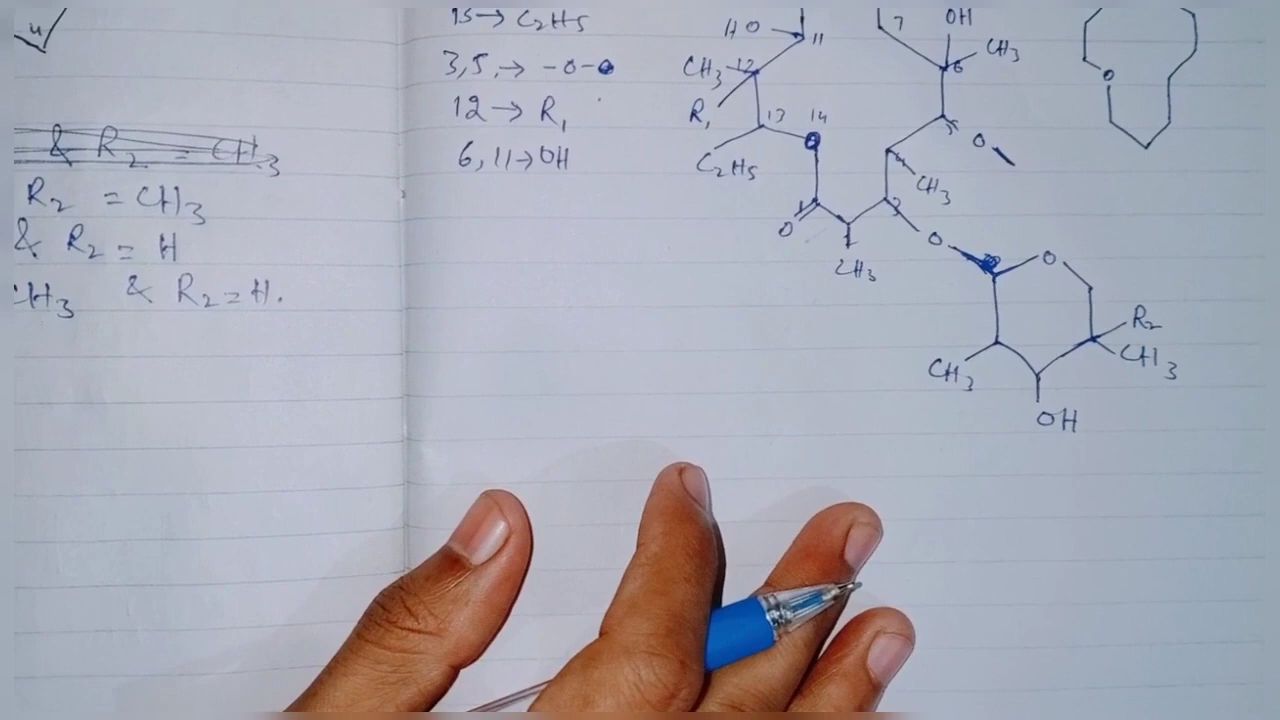 4
& R2 = CH3
R2 = CH3
& R2 = H
CH3 & R2 = H.
15 → C2H5
3,5, → -O-
12 → R1
6, 11 → OH
HO 11
CH3 12
R1
13 14
C2H5 O
1
O
CH3
7 OH
6 CH3
5 O
4
CH3
3
O
O
R2
CH3
CH3
OH
O